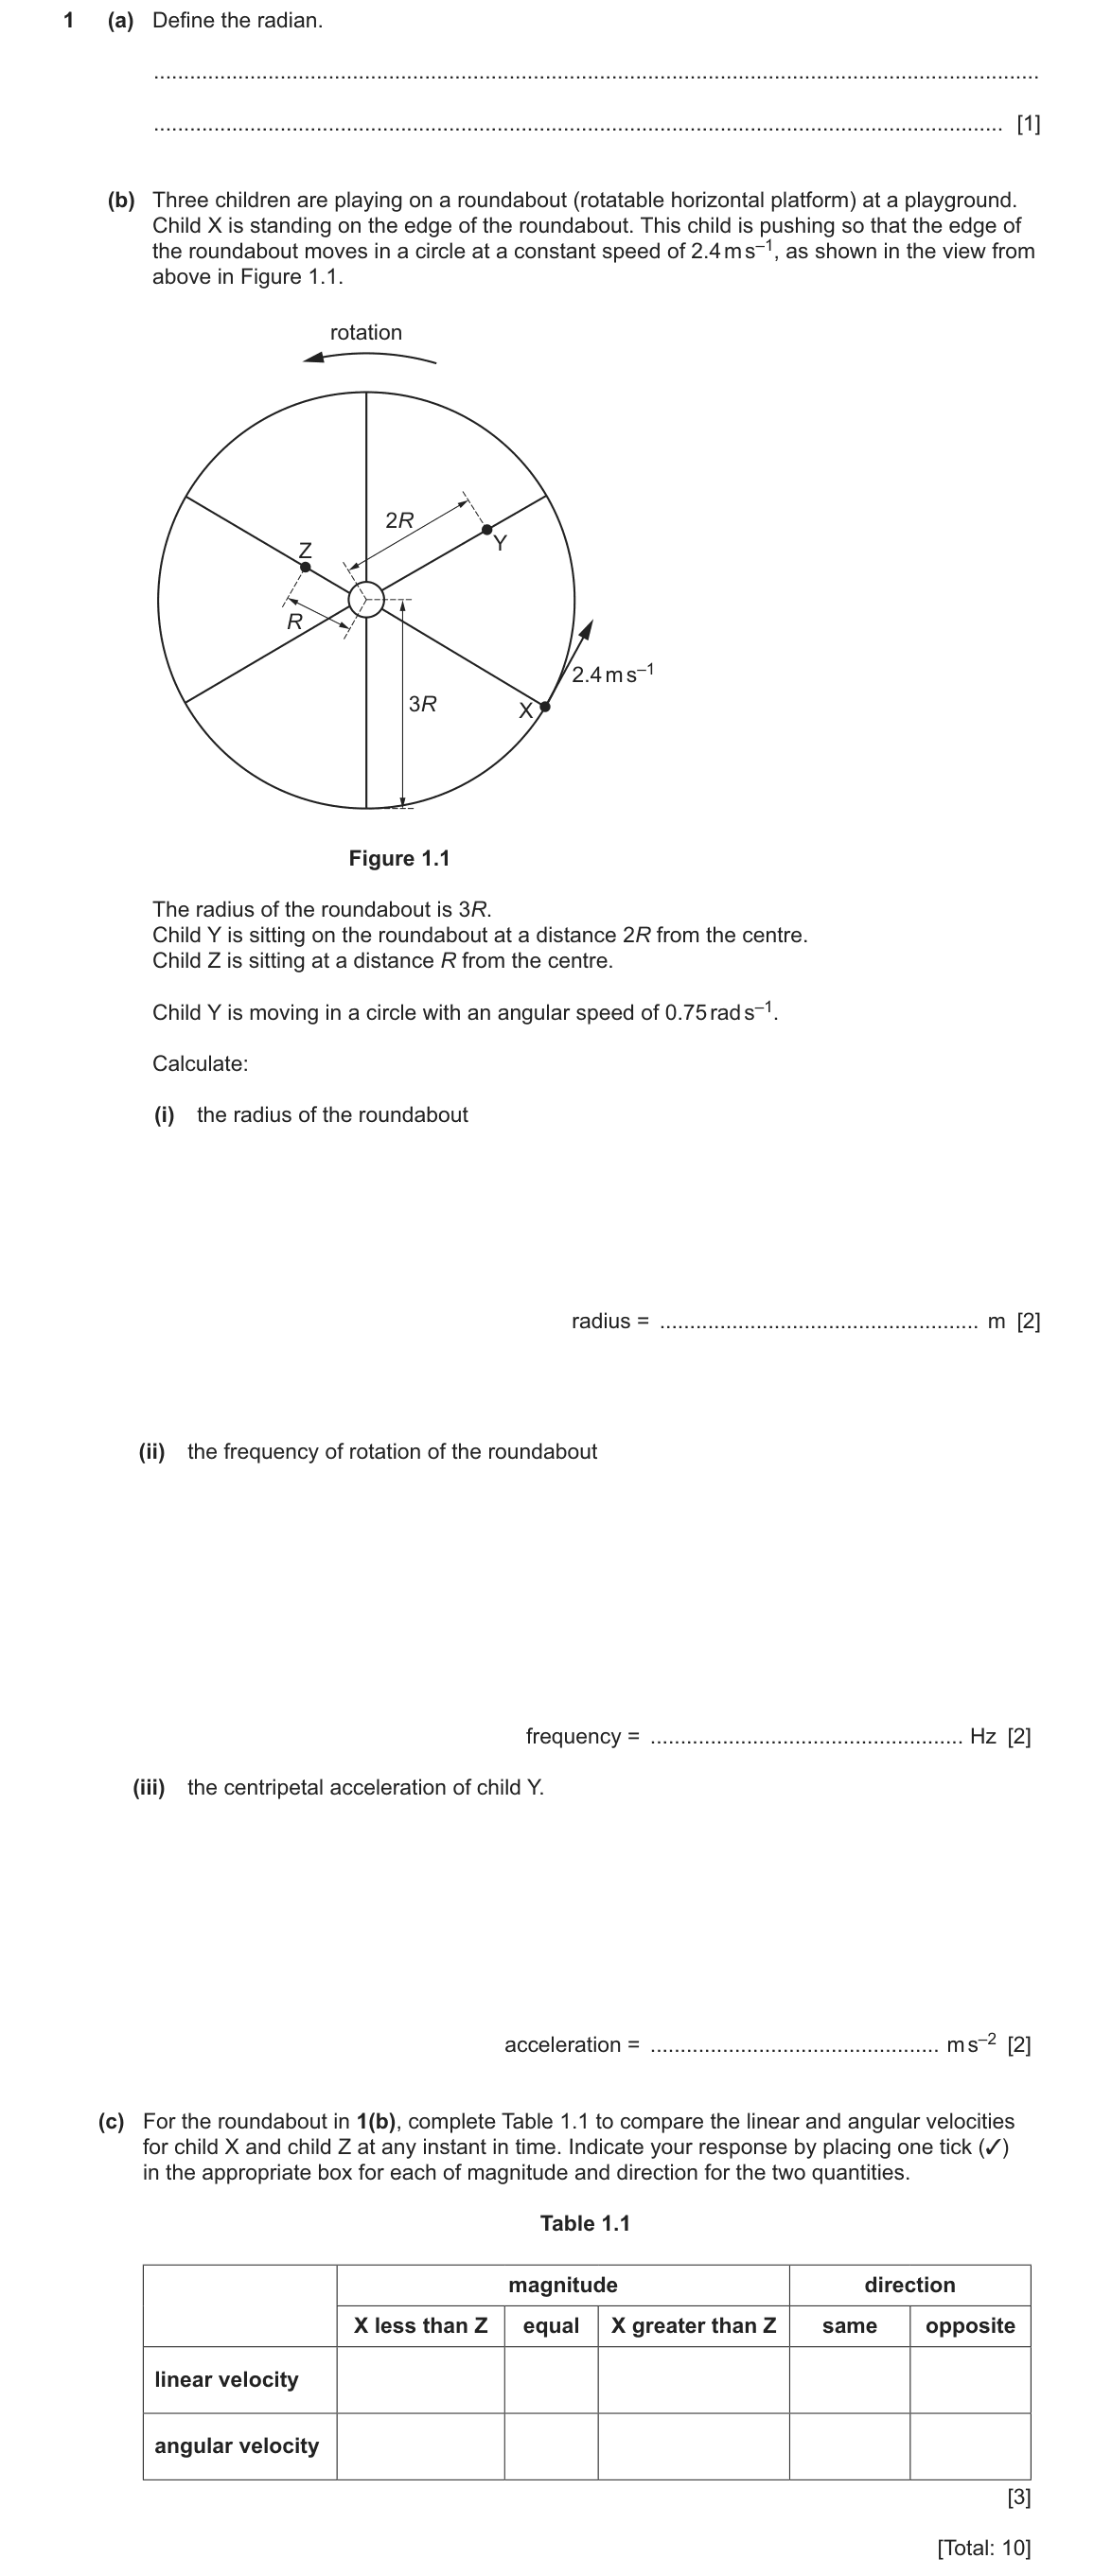 1 (a) Define the radian.
.................................................................................................................................................
........................................................................................................................................... [1]
(b) Three children are playing on a roundabout (rotatable horizontal platform) at a playground.
Child X is standing on the edge of the roundabout. This child is pushing so that the edge of
the roundabout moves in a circle at a constant speed of 2.4 m s⁻¹, as shown in the view from
above in Figure 1.1.
rotation
2R
Y
Z
R
2.4 m s⁻¹
3R
X
Figure 1.1
The radius of the roundabout is 3R.
Child Y is sitting on the roundabout at a distance 2R from the centre.
Child Z is sitting at a distance R from the centre.
Child Y is moving in a circle with an angular speed of 0.75 rad s⁻¹.
Calculate:
(i) the radius of the roundabout
radius = ...................................................... m [2]
(ii) the frequency of rotation of the roundabout
frequency = ..................................................... Hz [2]
(iii) the centripetal acceleration of child Y.
acceleration = ................................................ m s⁻² [2]
(c) For the roundabout in 1(b), complete Table 1.1 to compare the linear and angular velocities
for child X and child Z at any instant in time. Indicate your response by placing one tick (✓)
in the appropriate box for each of magnitude and direction for the two quantities.
Table 1.1
magnitude direction
X less than Z equal X greater than Z same opposite
linear velocity
angular velocity
[3]
[Total: 10]